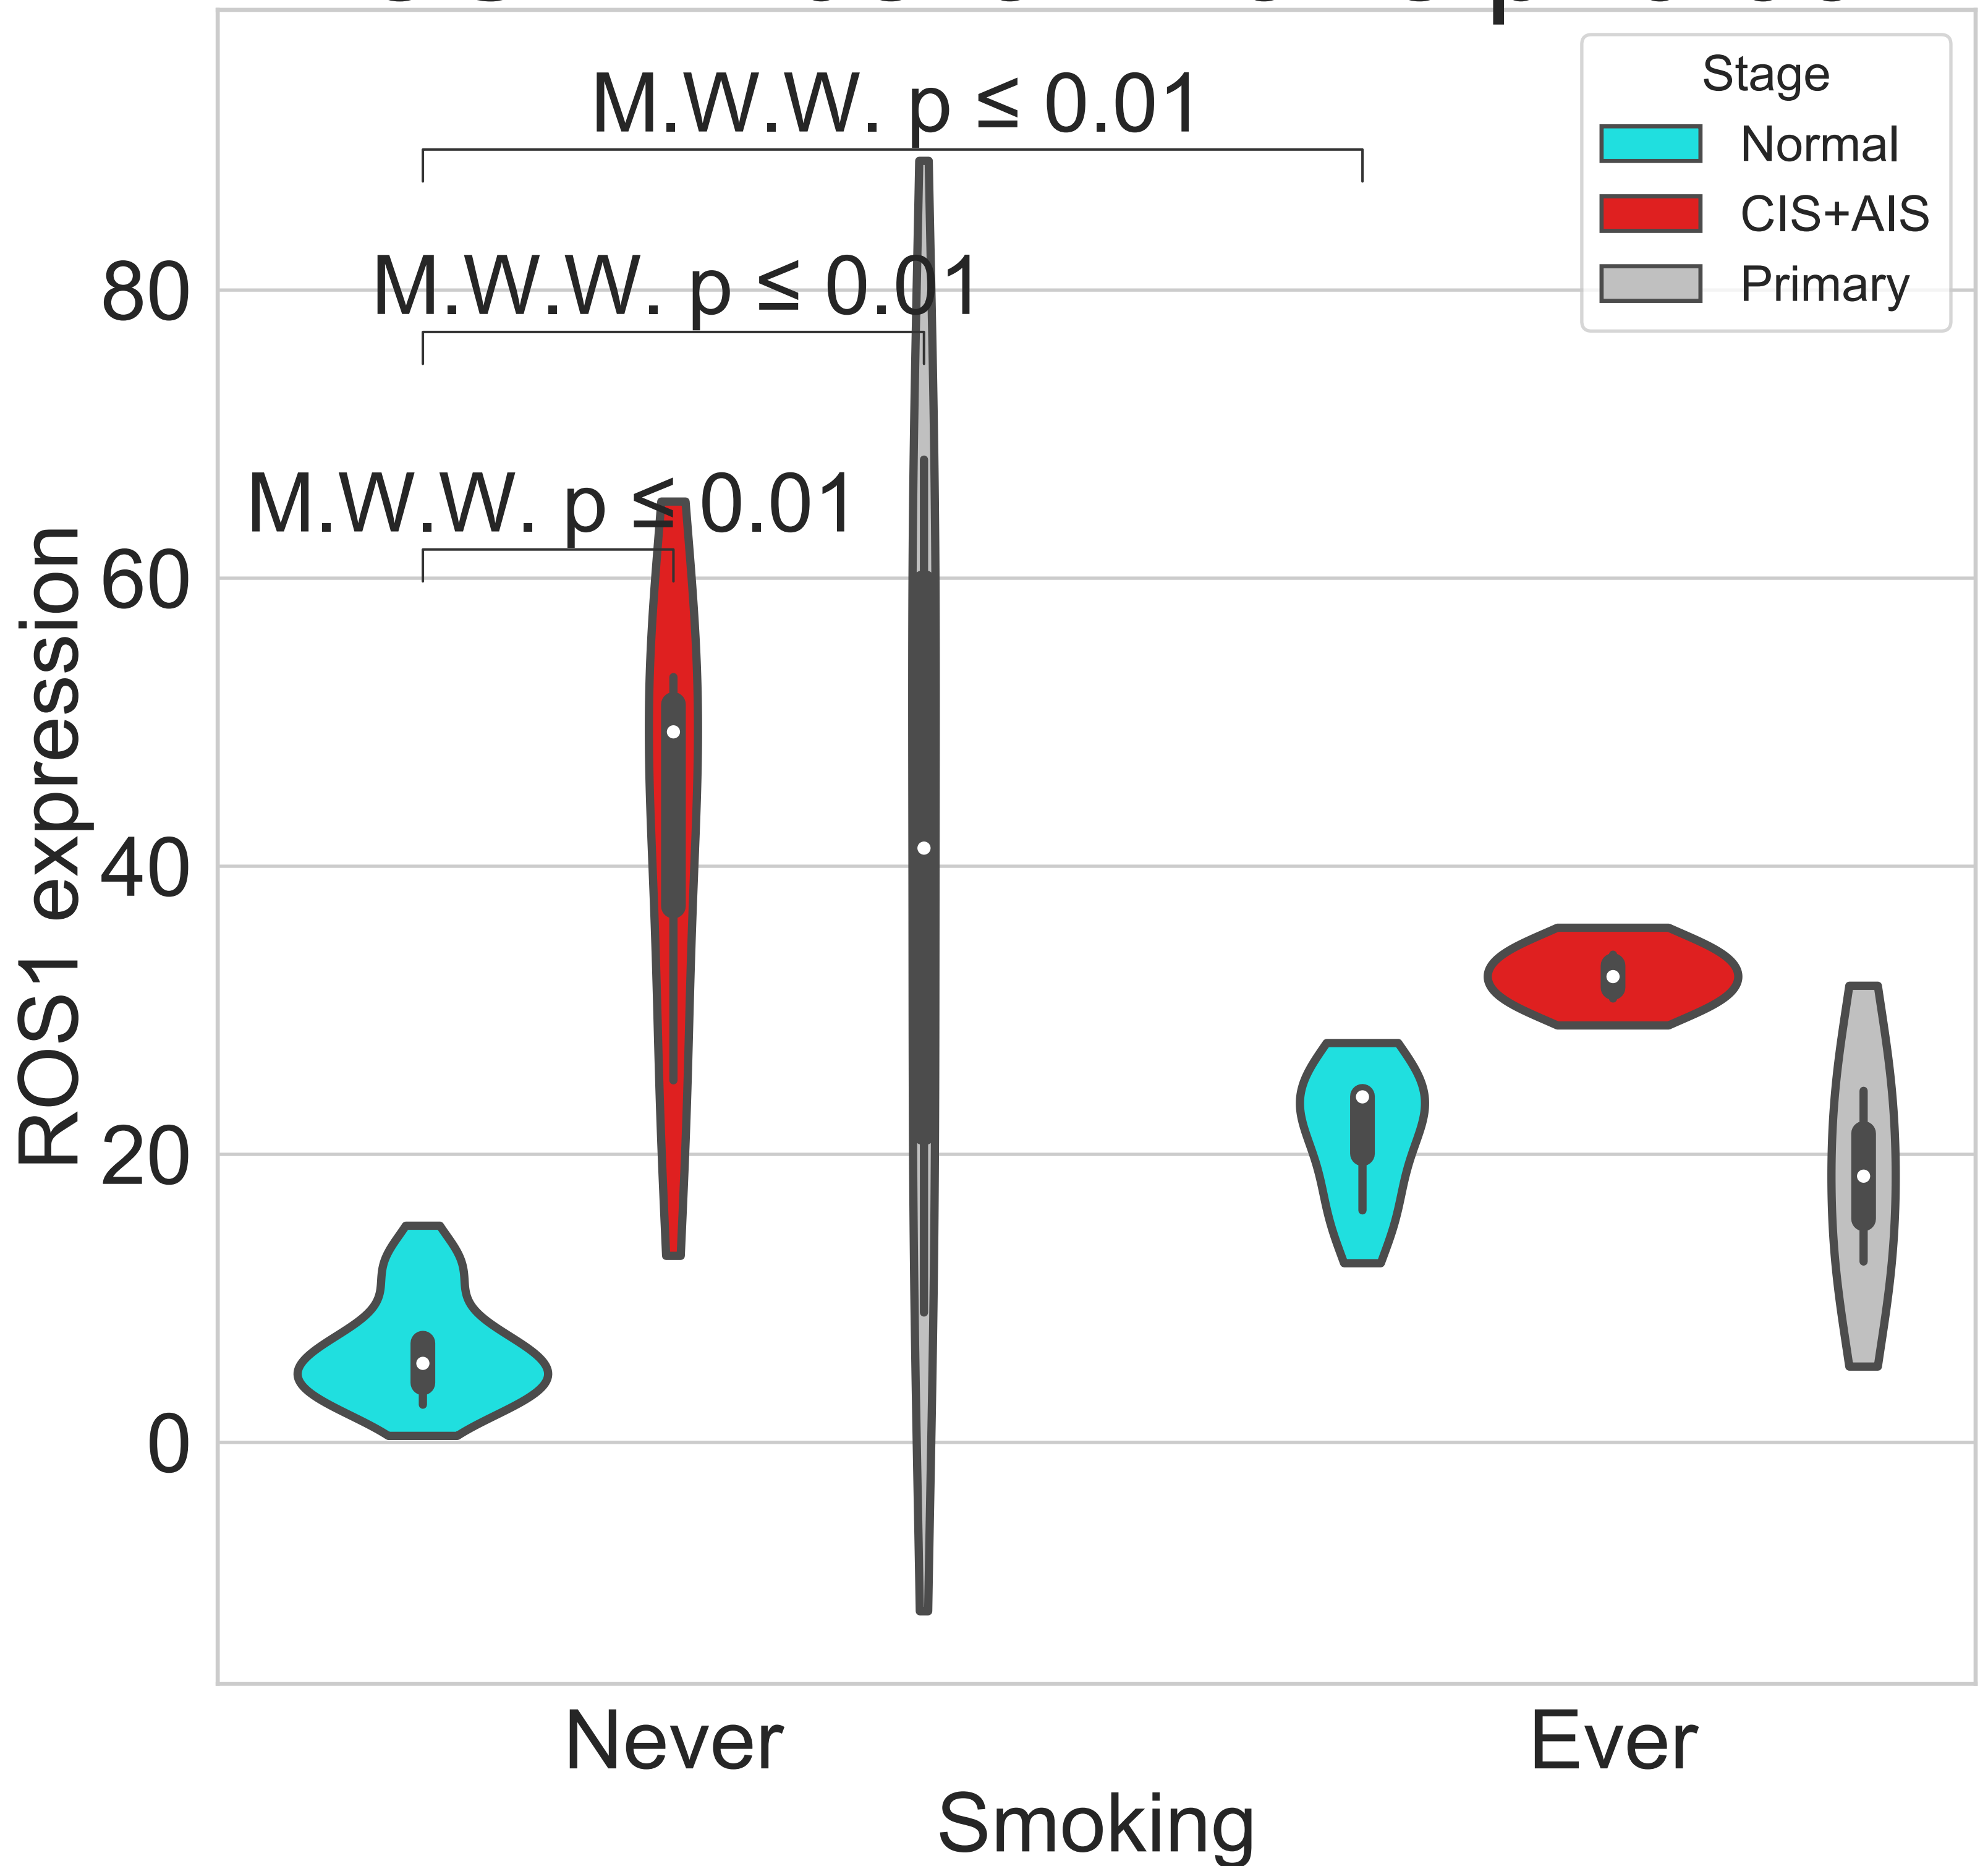 M.W.W. p ≤ 0.01
Stage
Normal
CIS+AIS
Primary
M.W.W. p ≤ 0.01
M.W.W. p ≤ 0.01
ROS1 expression
80
60
40
20
0
Never
Ever
Smoking